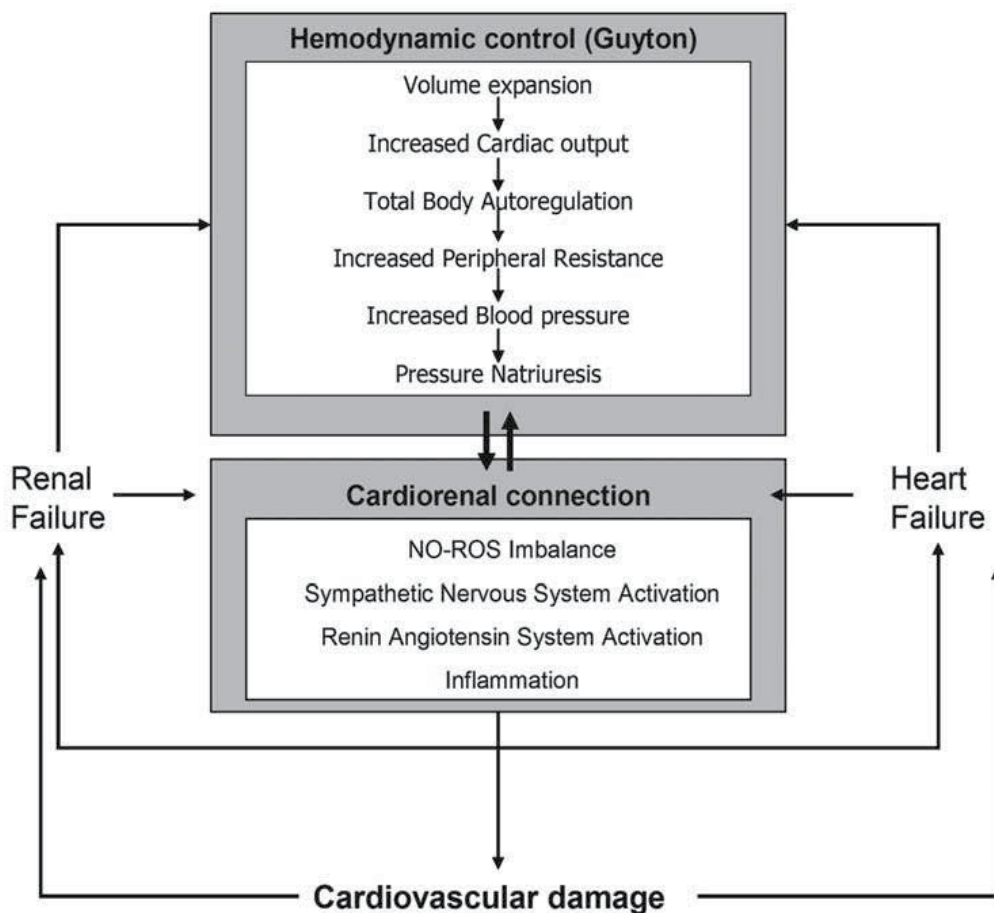 Hemodynamic control (Guyton)
Volume expansion
Increased Cardiac output
Total Body Autoregulation
Increased Peripheral Resistance
Increased Blood pressure
Pressure Natriuresis
Renal
Failure
Heart
Failure
Cardiorenal connection
NO-ROS Imbalance
Sympathetic Nervous System Activation
Renin Angiotensin System Activation
Inflammation
Cardiovascular damage